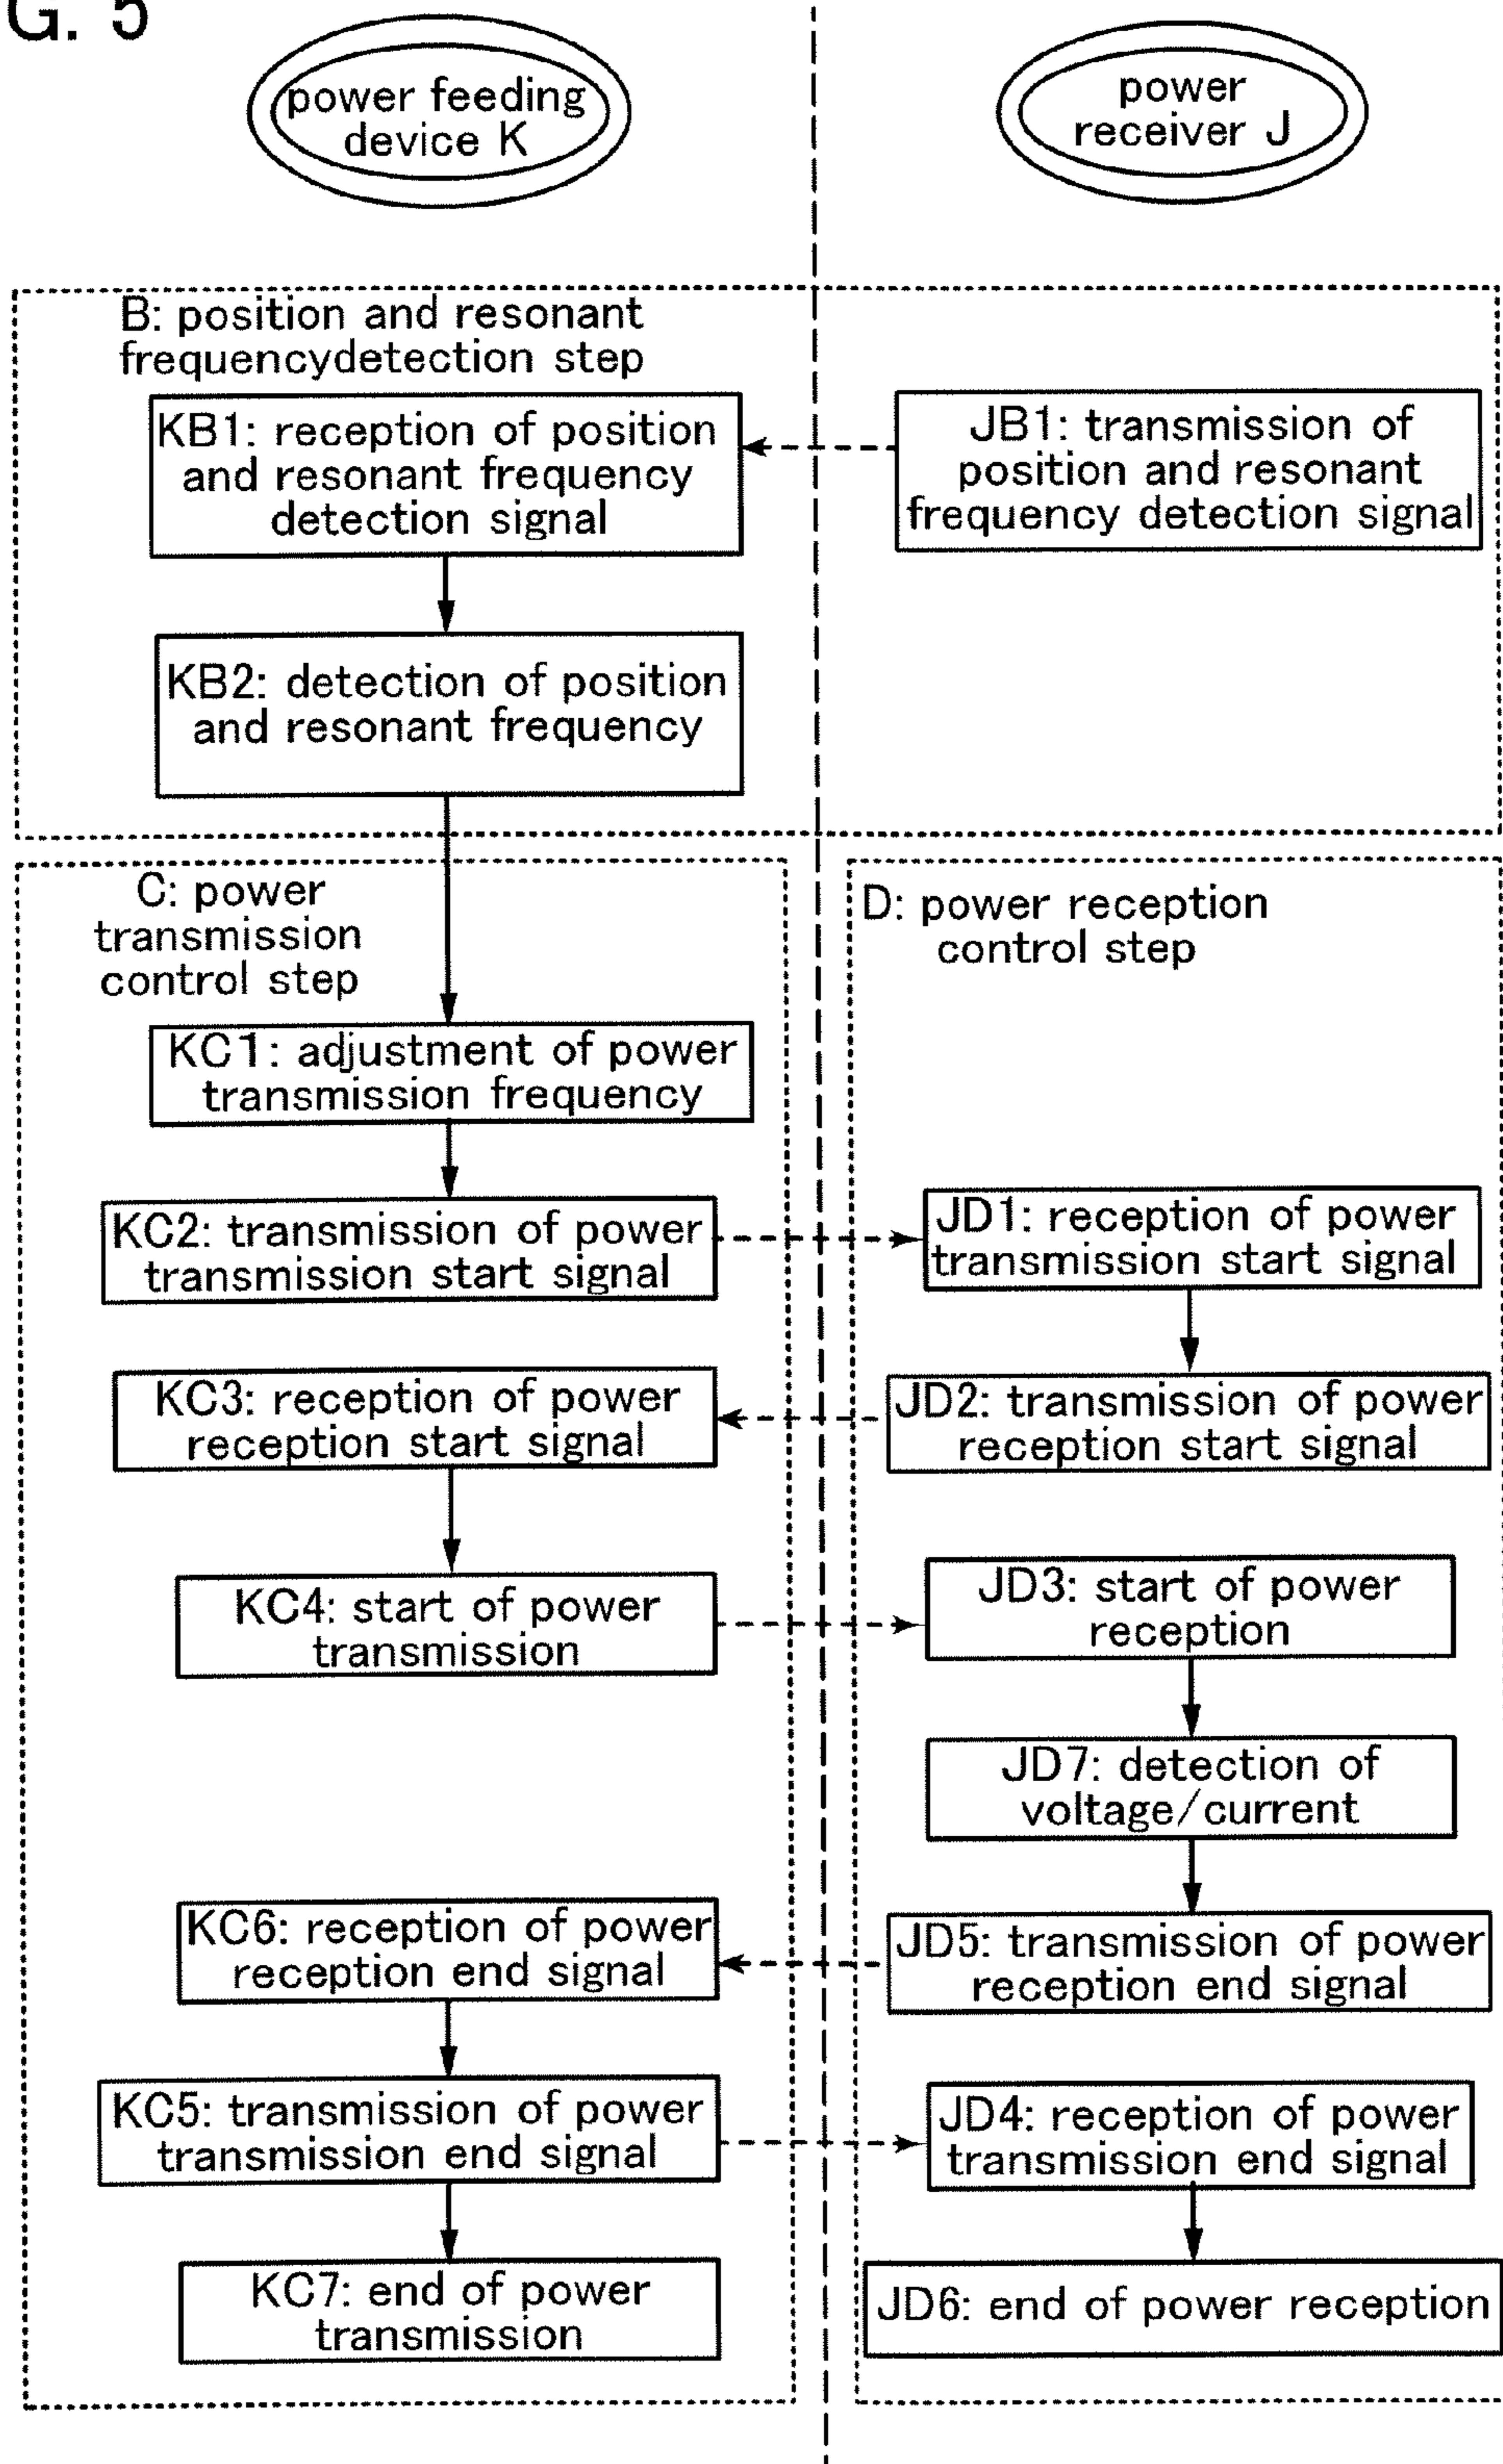 G. 5
power feeding
device K
power
receiver J
B: position and resonant
frequencydetection step
KB1: reception of position
and resonant frequency
detection signal
JB1: transmission of
position and resonant
frequency detection signal
KB2: detection of position
and resonant frequency
C: power
transmission
control step
D: power reception
control step
KC1: adjustment of power
transmission frequency
KC2: transmission of power
transmission start signal
JD1: reception of power
transmission start signal
KC3: reception of power
reception start signal
JD2: transmission of power
reception start signal
KC4: start of power
transmission
JD3: start of power
reception
JD7: detection of
voltage/current
KC6: reception of power
reception end signal
JD5: transmission of power
reception end signal
KC5: transmission of power
transmission end signal
JD4: reception of power
transmission end signal
KC7: end of power
transmission
JD6: end of power reception